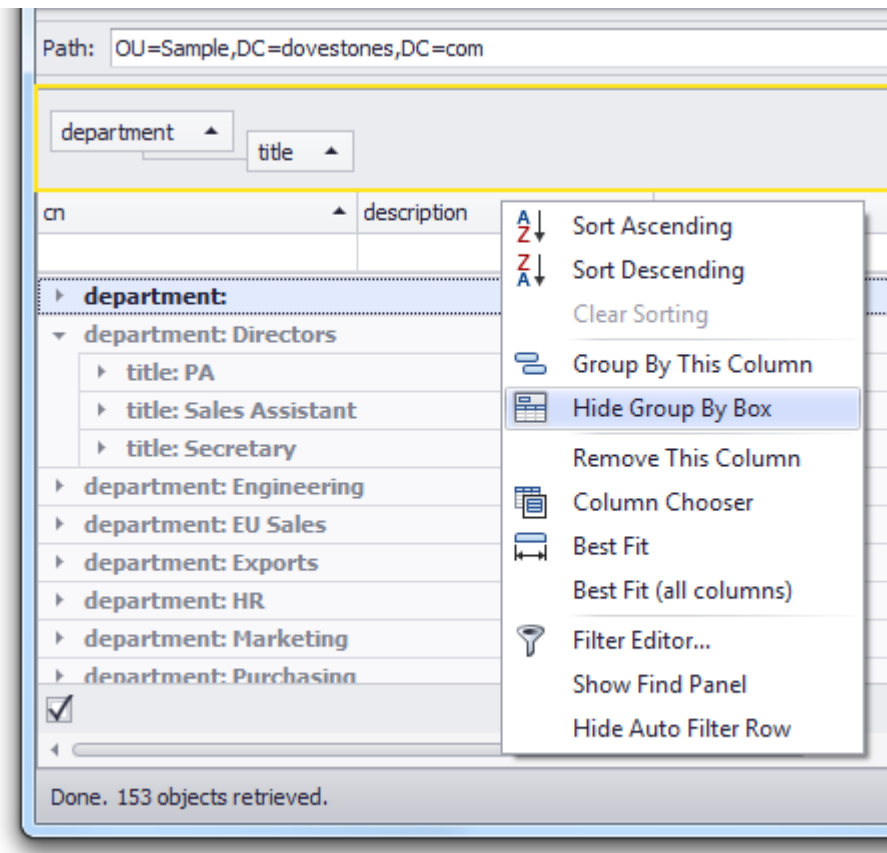 Path: OU=Sample,DC=dovestones,DC=com
department
title
cn description
department:
department: Directors
title: PA
title: Sales Assistant
title: Secretary
department: Engineering
department: EU Sales
department: Exports
department: HR
department: Marketing
department: Purchasing
Sort Ascending
Sort Descending
Clear Sorting
Group By This Column
Hide Group By Box
Remove This Column
Column Chooser
Best Fit
Best Fit (all columns)
Filter Editor...
Show Find Panel
Hide Auto Filter Row
Done. 153 objects retrieved.